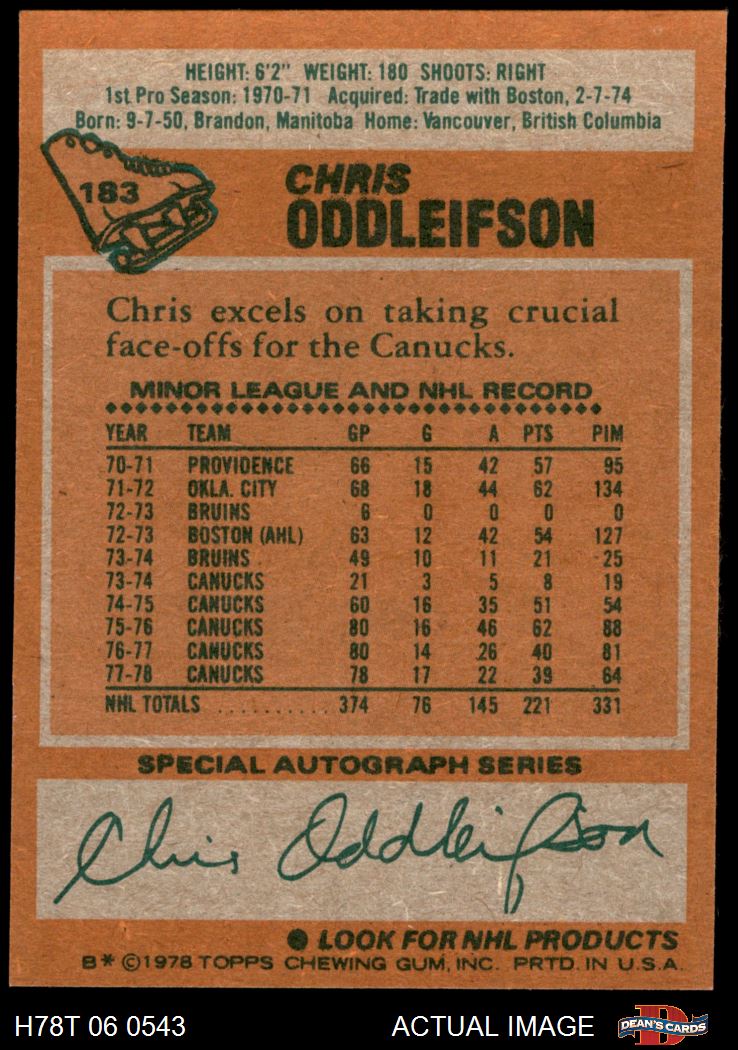 HEIGHT: 6'2" WEIGHT: 180 SHOOTS: RIGHT
1st Pro Season: 1970-71 Acquired: Trade with Boston, 2-7-74
Born: 9-7-50, Brandon, Manitoba Home: Vancouver, British Columbia
183
CHRIS
ODDLEIFSON
Chris excels on taking crucial
face-offs for the Canucks.
MINOR LEAGUE AND NHL RECORD
YEAR TEAM GP G A PTS PIM
70-71 PROVIDENCE 66 15 42 57 95
71-72 OKLA. CITY 68 18 44 62 134
72-73 BRUINS 6 0 0 0 0
72-73 BOSTON (AHL) 63 12 42 54 127
73-74 BRUINS 49 10 11 21 25
73-74 CANUCKS 21 3 5 8 19
74-75 CANUCKS 60 16 35 51 54
75-76 CANUCKS 80 16 46 62 88
76-77 CANUCKS 80 14 26 40 81
77-78 CANUCKS 78 17 22 39 64
NHL TOTALS .......... 374 76 145 221 331
SPECIAL AUTOGRAPH SERIES
Chris Oddleifson
● LOOK FOR NHL PRODUCTS
B* ©1978 TOPPS CHEWING GUM, INC. PRTD. IN U.S.A.
H78T 06 0543 ACTUAL IMAGE D DEAN'S CARDS